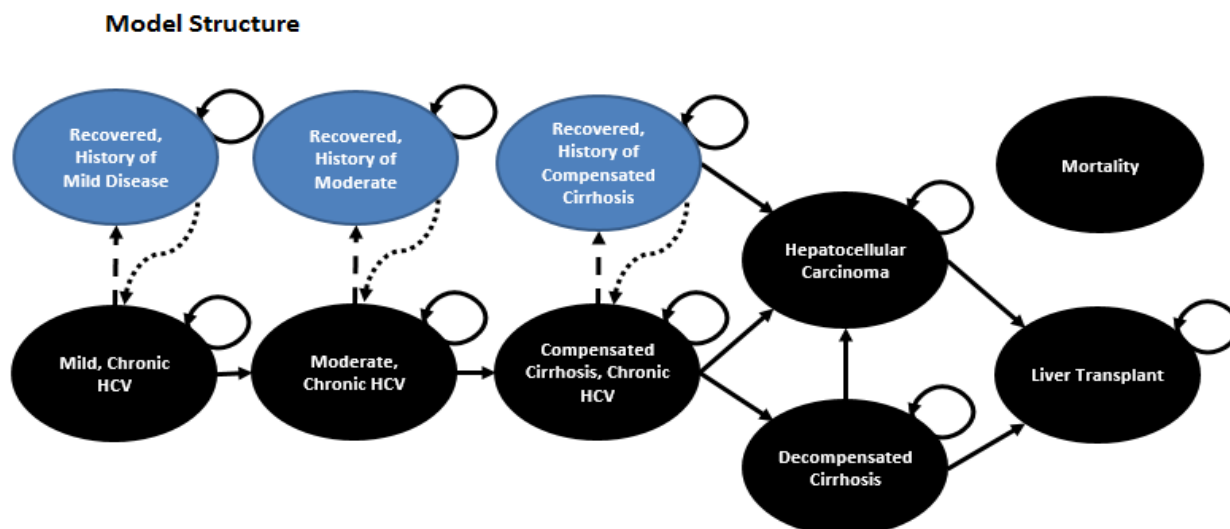 Model Structure
Recovered,
History of
Mild Disease
Recovered,
History of
Moderate
Recovered,
History of
Compensated
Cirrhosis
Mortality
Hepatocellular
Carcinoma
Mild, Chronic
HCV
Moderate,
Chronic HCV
Compensated
Cirrhosis, Chronic
HCV
Liver Transplant
Decompensated
Cirrhosis